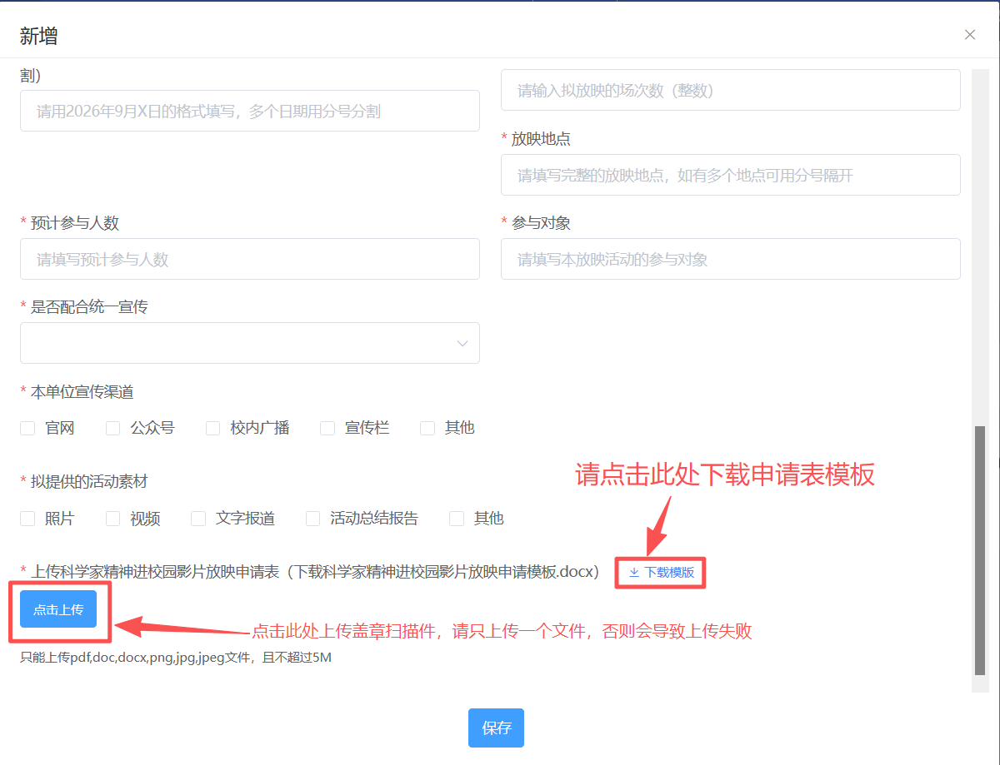 新增
割)
请用2026年9月X日的格式填写，多个日期用分号分割
请输入拟放映的场次数（整数）
* 放映地点
请填写完整的放映地点，如有多个地点可用分号隔开
* 预计参与人数
* 参与对象
请填写预计参与人数
请填写本放映活动的参与对象
* 是否配合统一宣传
* 本单位宣传渠道
官网 公众号 校内广播 宣传栏 其他
请点击此处下载申请表模板
* 拟提供的活动素材
照片 视频 文字报道 活动总结报告 其他
* 上传科学家精神进校园影片放映申请表（下载科学家精神进校园影片放映申请模板.docx） 下载模版
点击上传
点击此处上传盖章扫描件，请只上传一个文件，否则会导致上传失败
只能上传pdf,doc,docx,png,jpg,jpeg文件，且不超过5M
保存